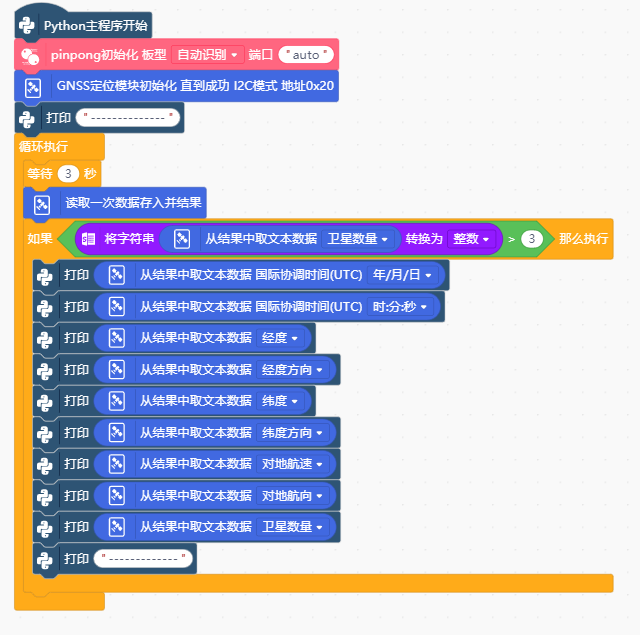 Python主程序开始
pinpong初始化 板型 自动识别 端口 "auto"
GNSS定位模块初始化 直到成功 I2C模式 地址0x20
打印 "--------------"
循环执行
等待 3 秒
读取一次数据存入并结果
如果 将字符串 从结果中取文本数据 卫星数量 转换为 整数 > 3 那么执行
打印 从结果中取文本数据 国际协调时间(UTC) 年/月/日
打印 从结果中取文本数据 国际协调时间(UTC) 时:分:秒
打印 从结果中取文本数据 经度
打印 从结果中取文本数据 经度方向
打印 从结果中取文本数据 纬度
打印 从结果中取文本数据 纬度方向
打印 从结果中取文本数据 对地航速
打印 从结果中取文本数据 对地航向
打印 从结果中取文本数据 卫星数量
打印 "-------------"